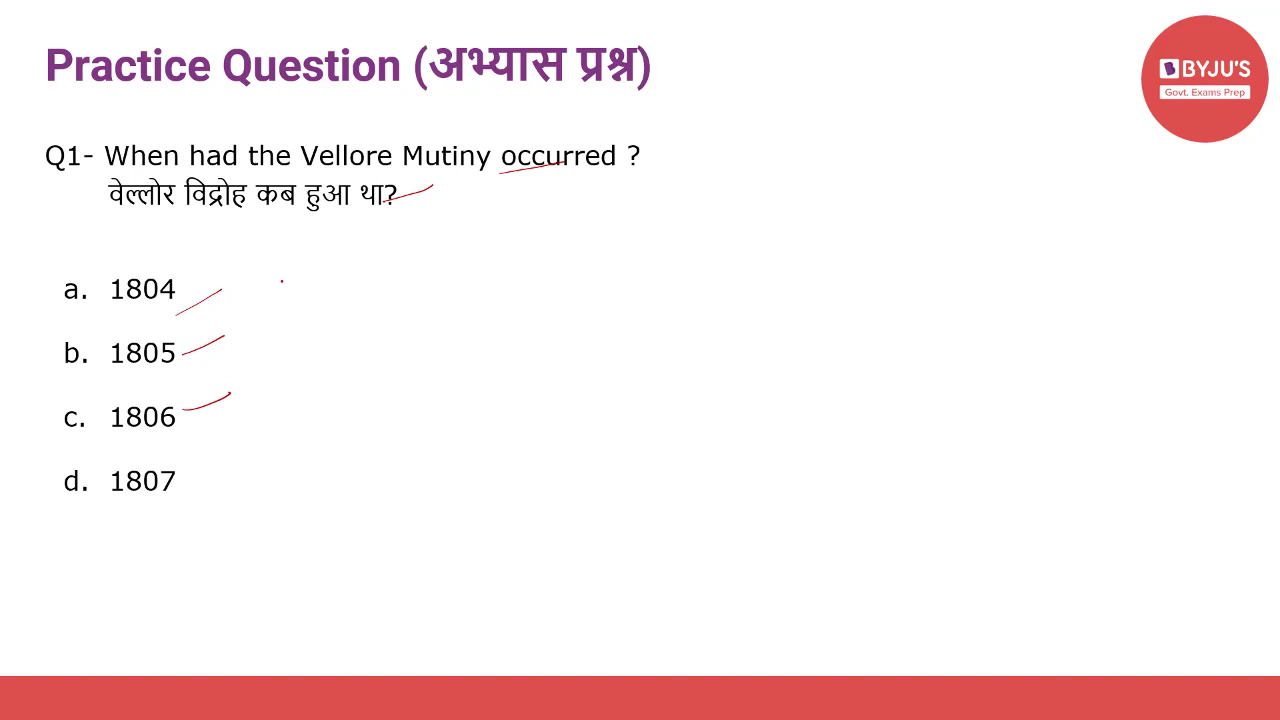 Practice Question (अभ्यास प्रश्न)
BYJU'S
Govt. Exams Prep
Q1- When had the Vellore Mutiny occurred ?
वेल्लोर विद्रोह कब हुआ था?
a. 1804
b. 1805
c. 1806
d. 1807